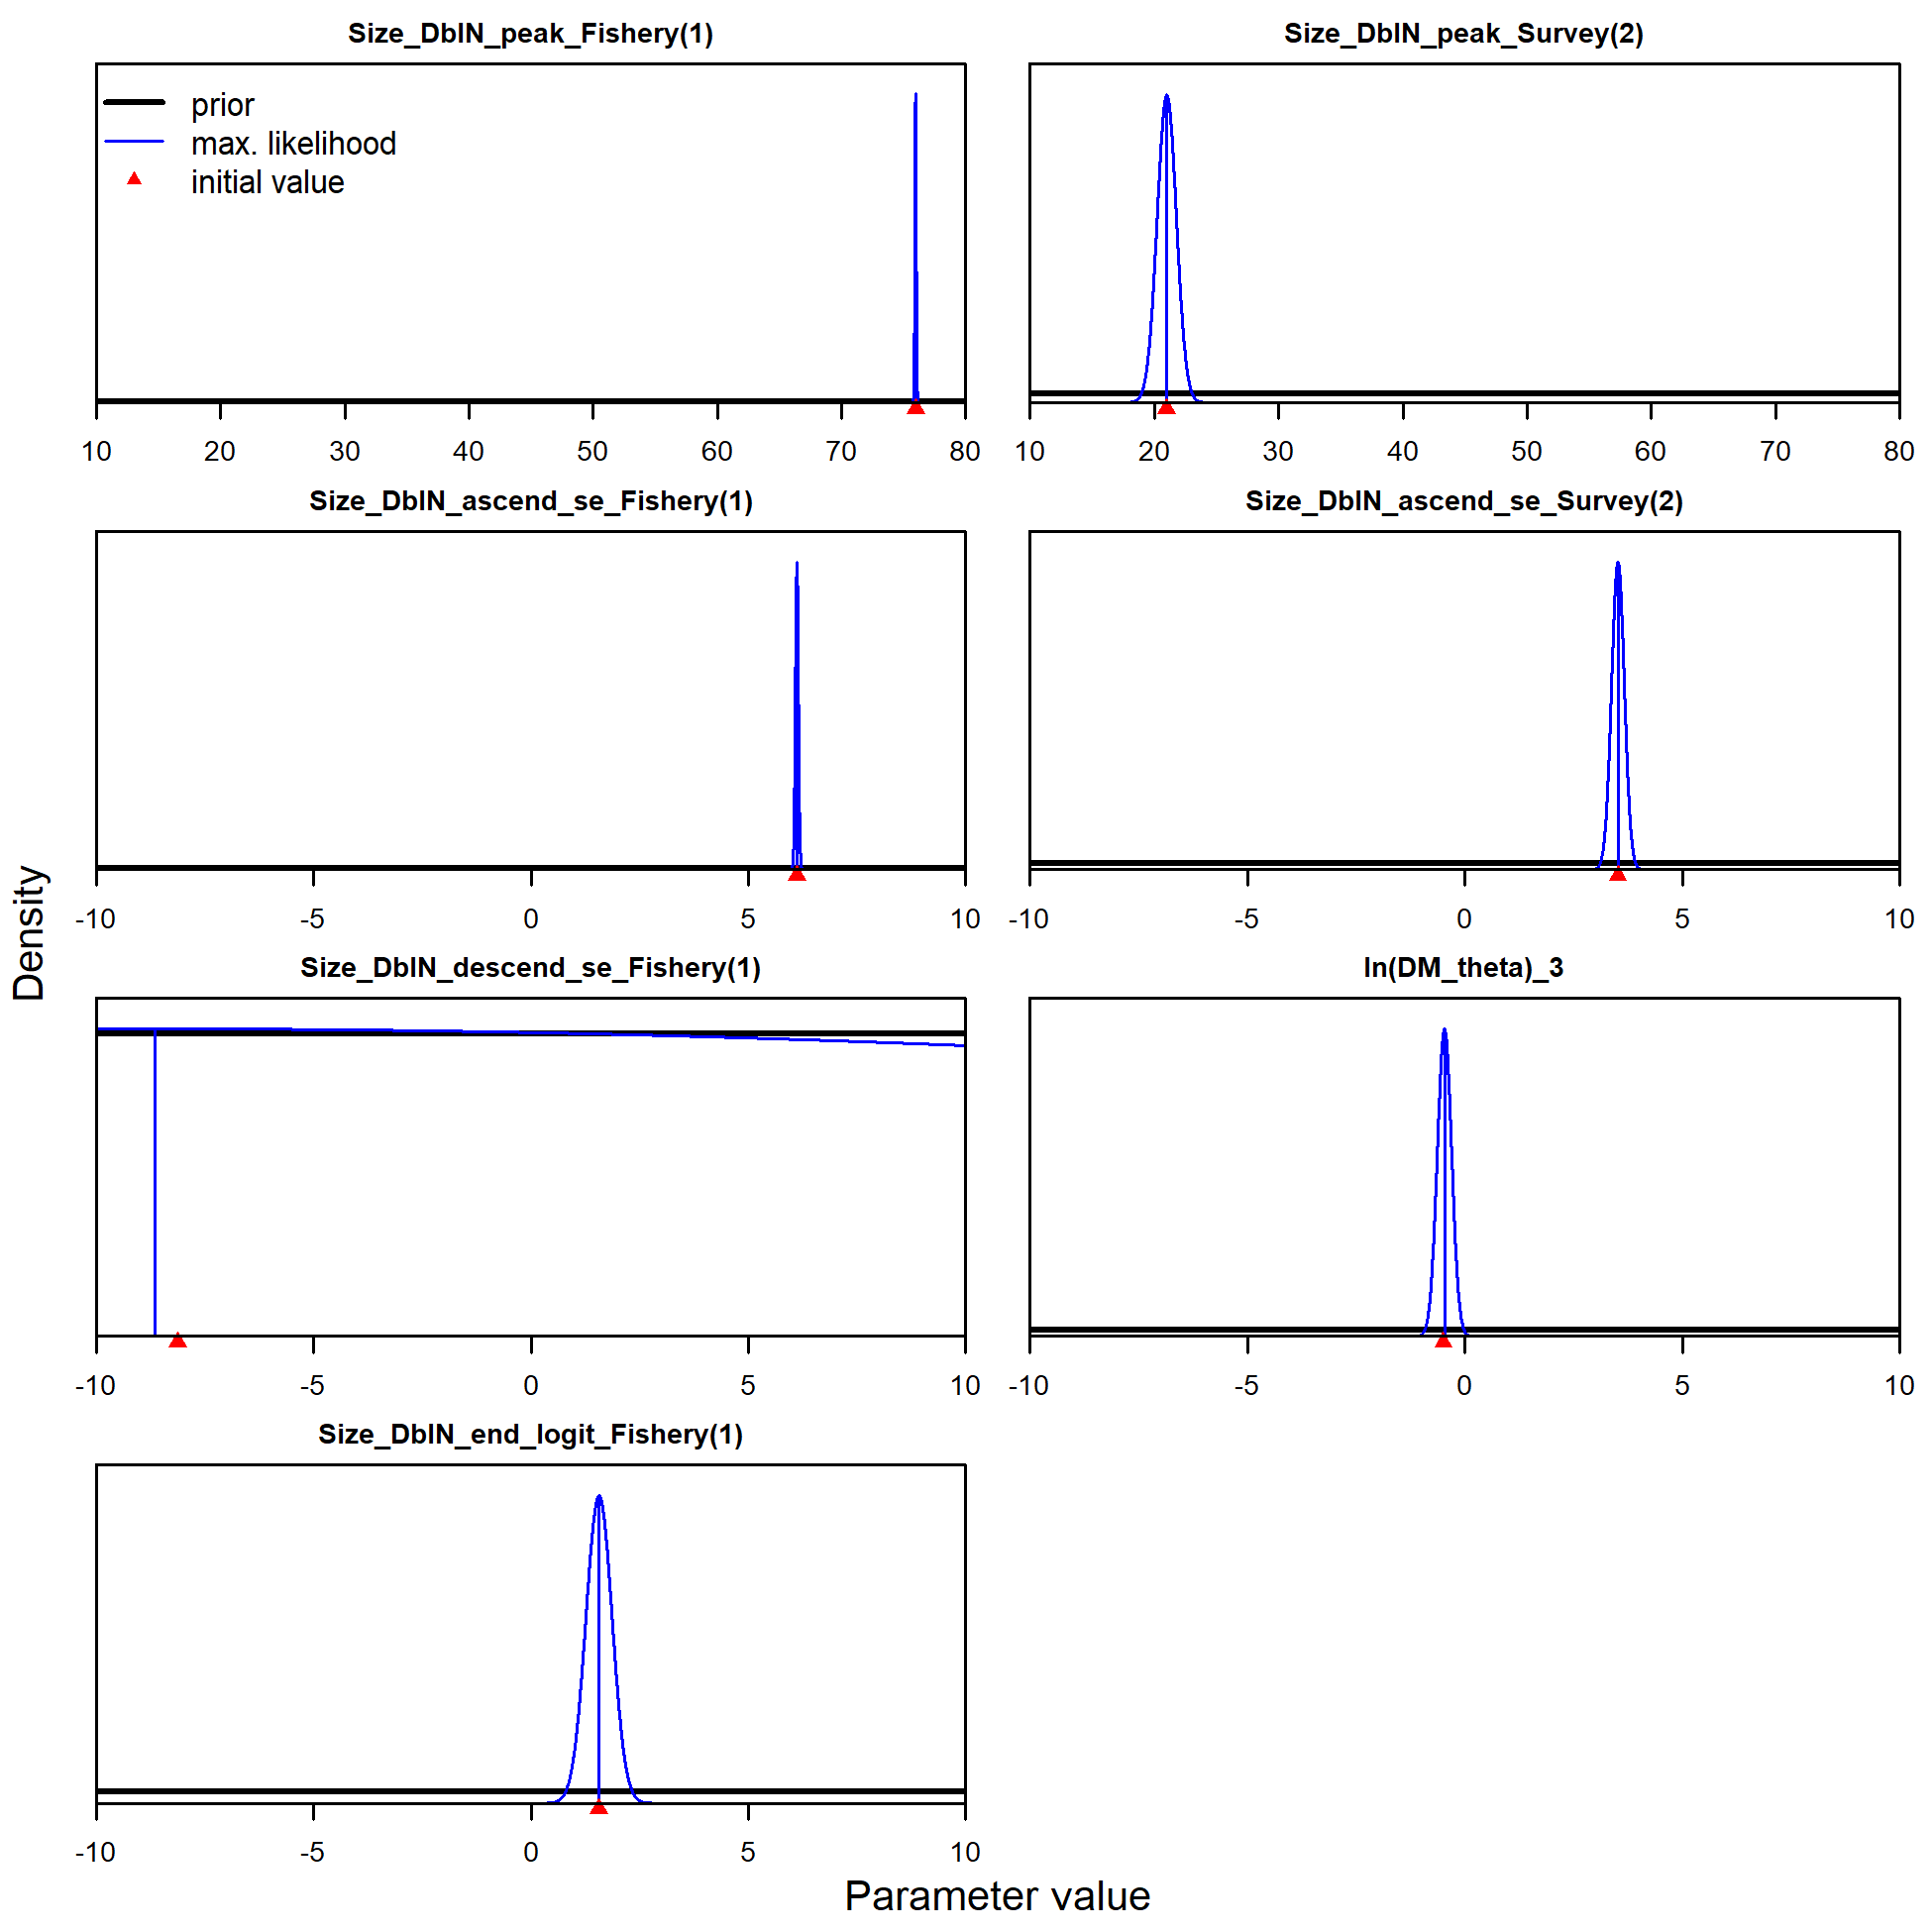 Size_DblN_peak_Fishery(1)
prior
max. likelihood
initial value
10 20 30 40 50 60 70 80
Size_DblN_peak_Survey(2)
10 20 30 40 50 60 70 80
Size_DblN_ascend_se_Fishery(1)
-10 -5 0 5 10
Size_DblN_ascend_se_Survey(2)
-10 -5 0 5 10
Size_DblN_descend_se_Fishery(1)
-10 -5 0 5 10
ln(DM_theta)_3
-10 -5 0 5 10
Size_DblN_end_logit_Fishery(1)
-10 -5 0 5 10
Density
Parameter value